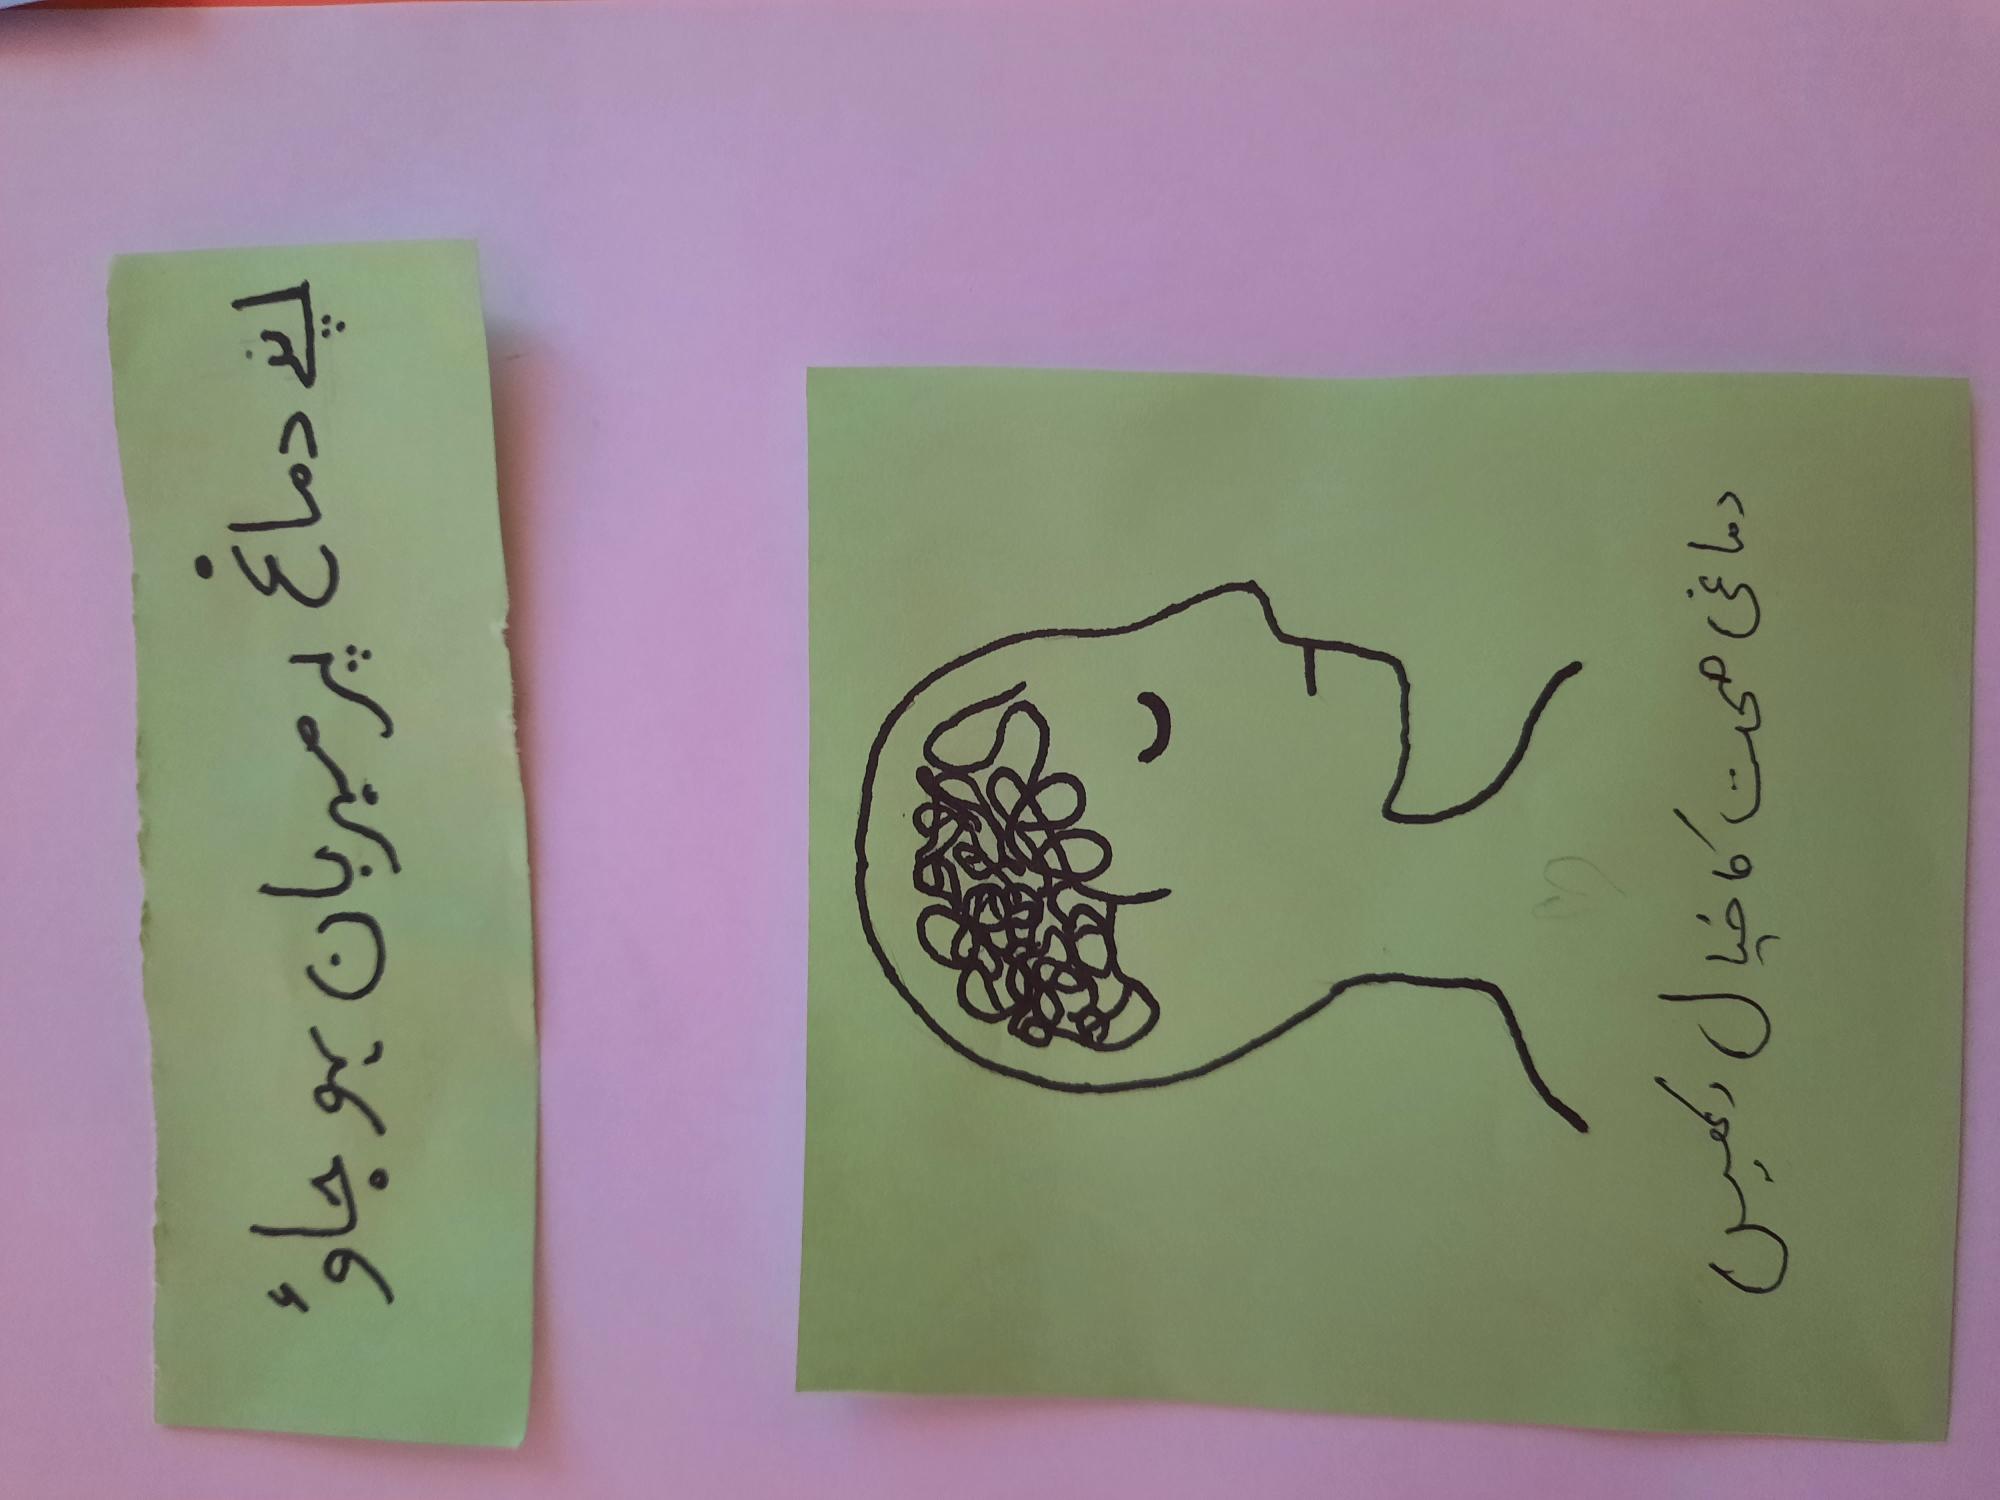 اپنے دماغ پر مہربان ہو جاؤ
دماغی صحت کا خیال رکھیں